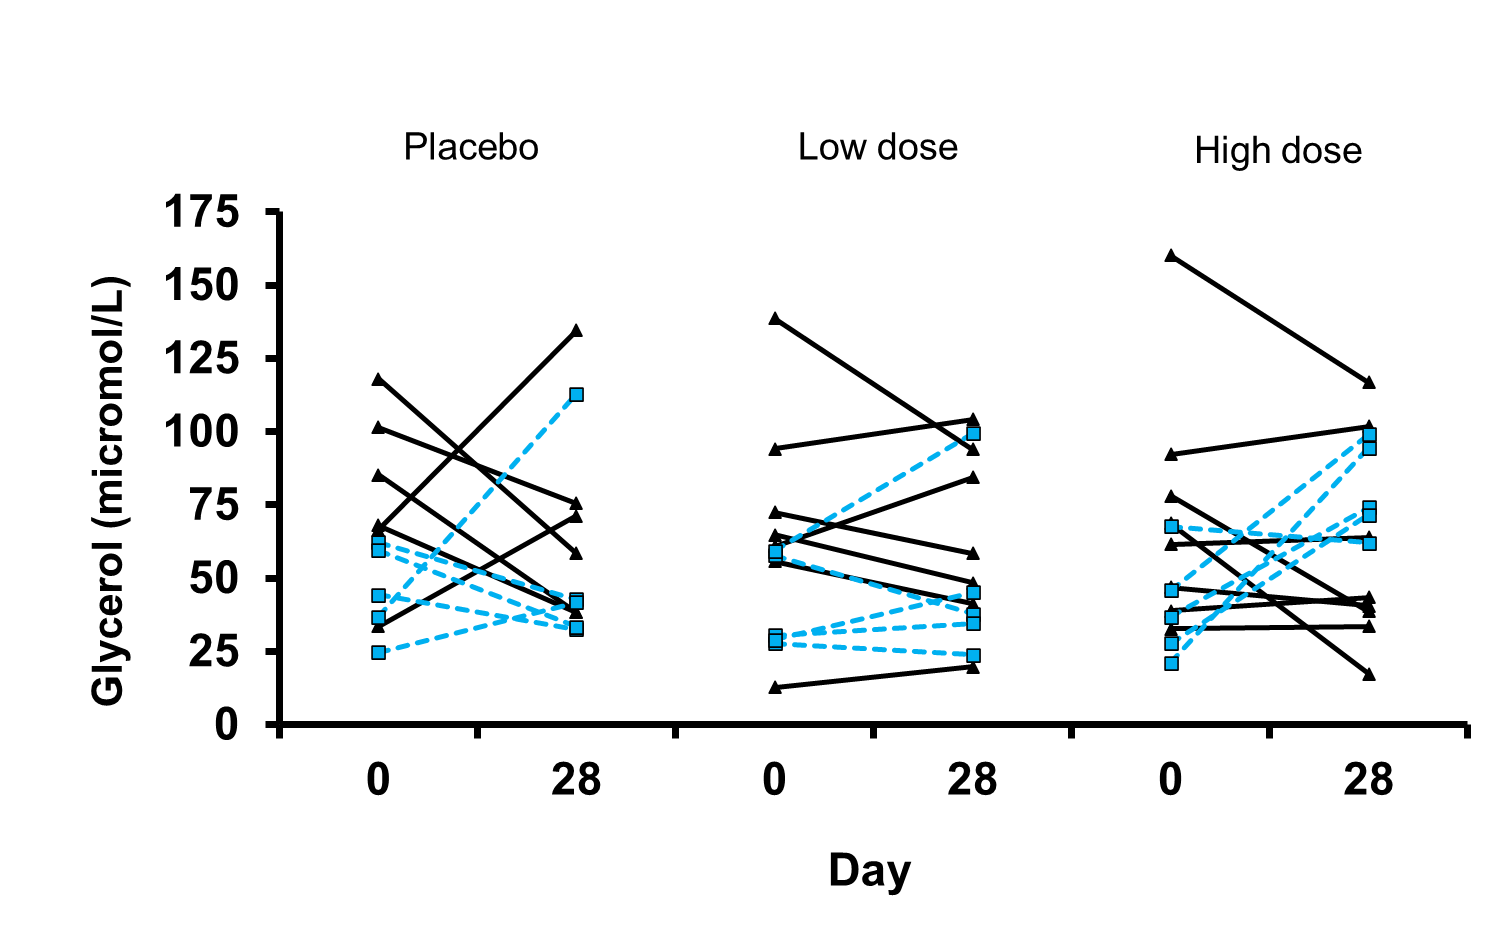 Placebo
Low dose
High dose
175
150
125
100
75
50
25
0
Glycerol (micromol/L)
0 28 0 28 0 28
Day